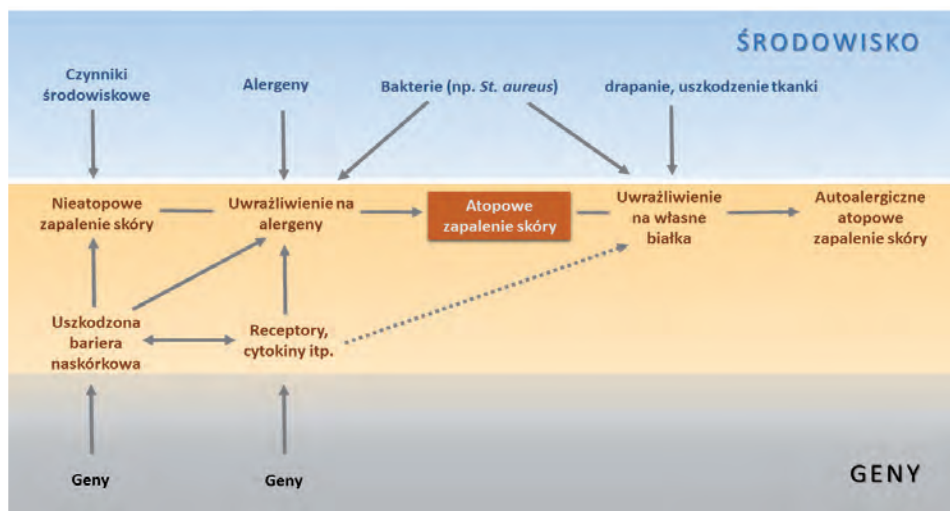 ŚRODOWISKO
Czynniki
środowiskowe
Alergeny
Bakterie (np. St. aureus)
drapanie, uszkodzenie tkanki
Nieatopowe
zapalenie skóry
Uwrażliwienie na
alergeny
Atopowe
zapalenie skóry
Uwrażliwienie
na własne
białka
Autoalergiczne
atopowe
zapalenie skóry
Uszkodzona
bariera
naskórkowa
Receptory,
cytokiny itp.
Geny
Geny
GENY